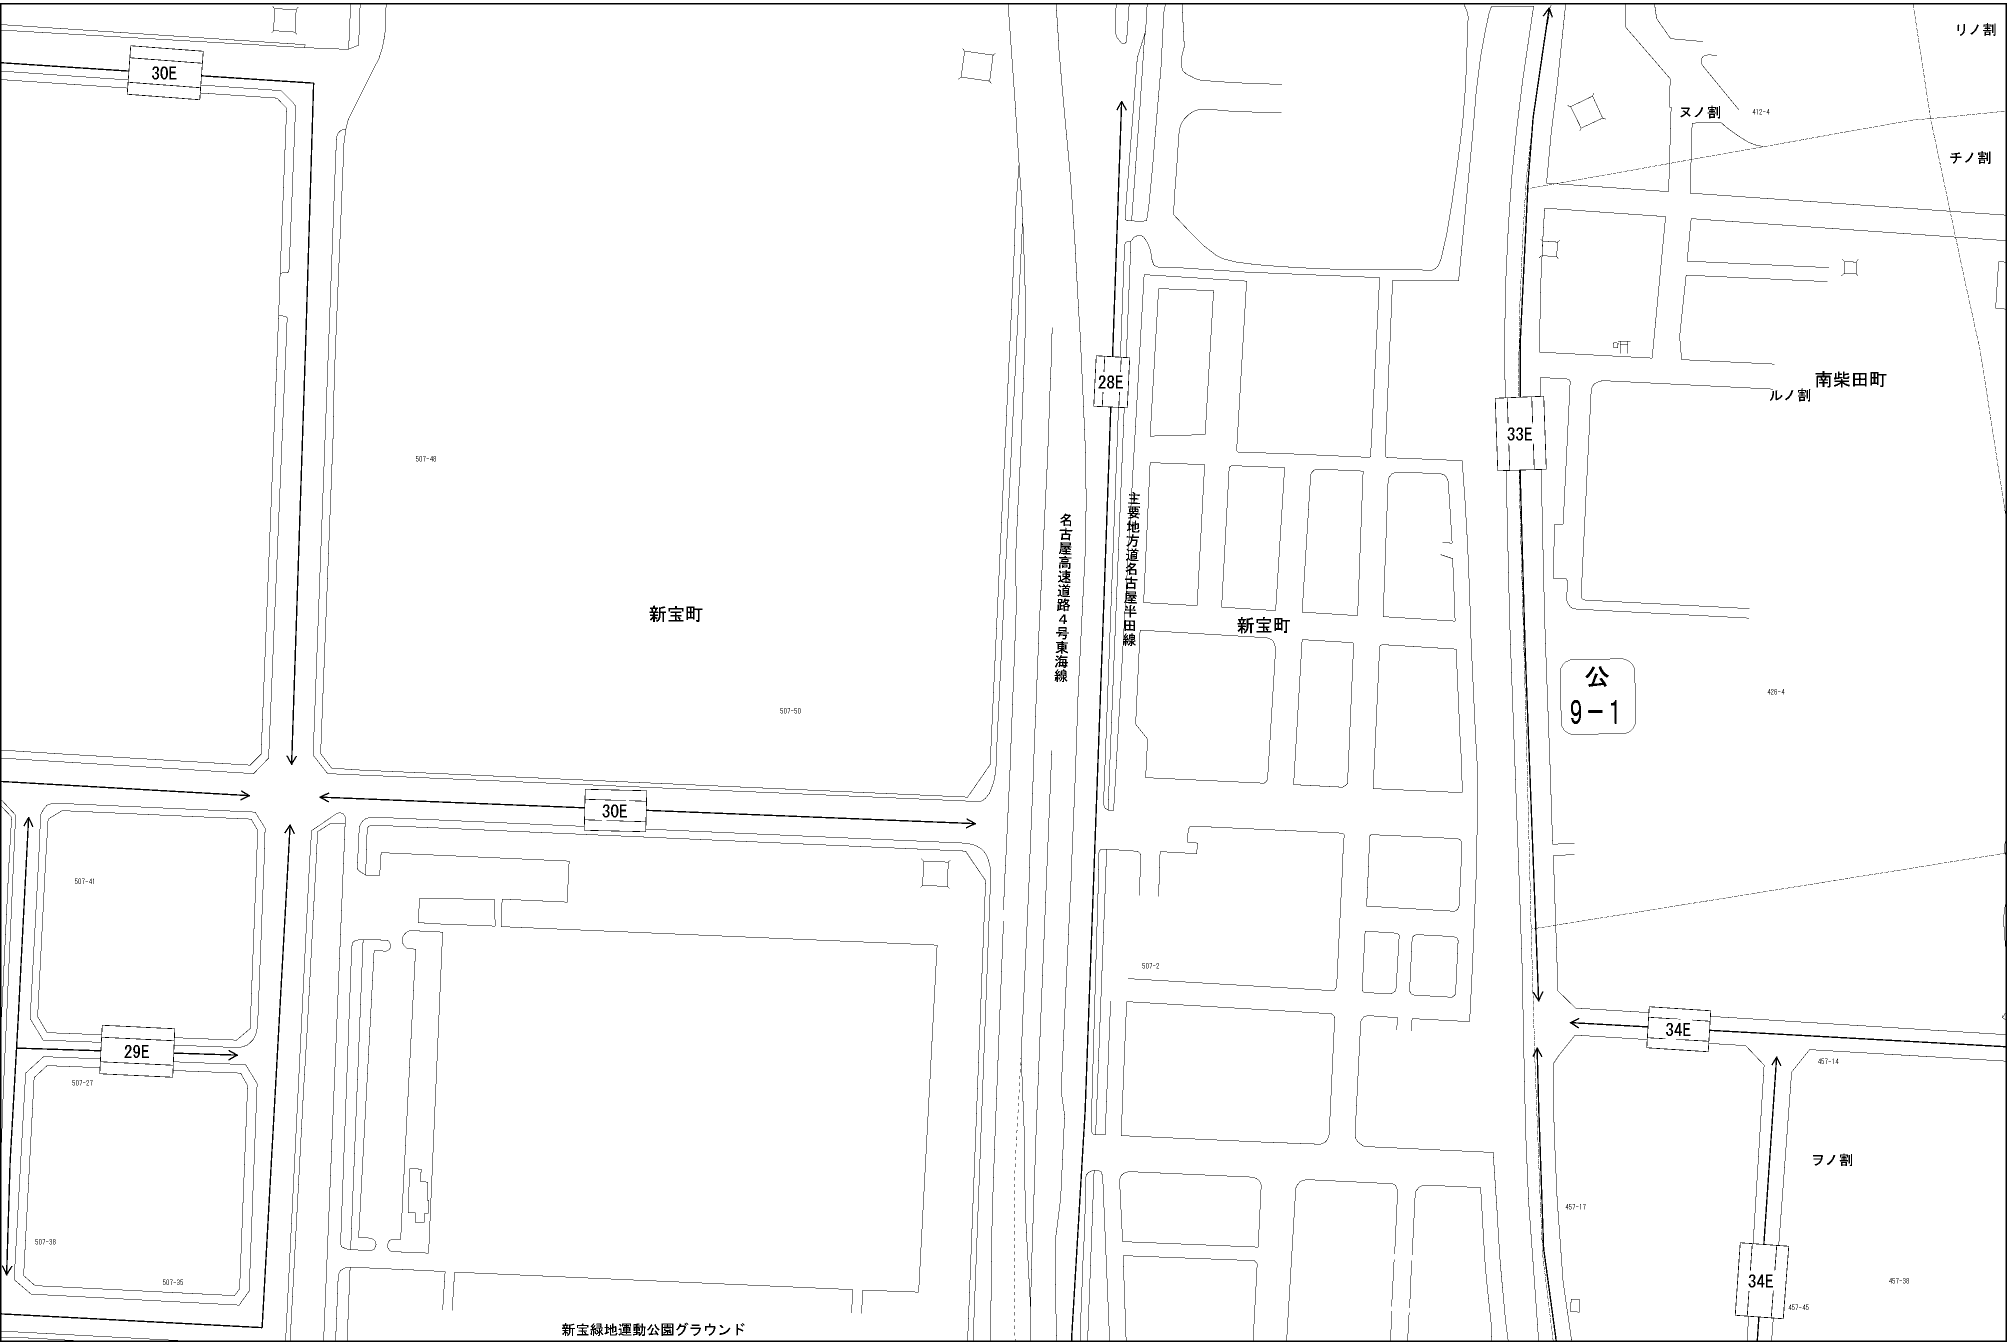 リノ割
30E
ヌノ割
412-4
チノ割
28E
南柴田町
ルノ割
33E
507-48
名古屋高速道路4号東海線
主要地方道名古屋半田線
新宝町
新宝町
公
9-1
426-4
507-50
30E
507-41
507-2
34E
29E
507-27
457-14
ヲノ割
457-17
507-38
507-35
34E
457-38
457-45
新宝緑地運動公園グラウンド